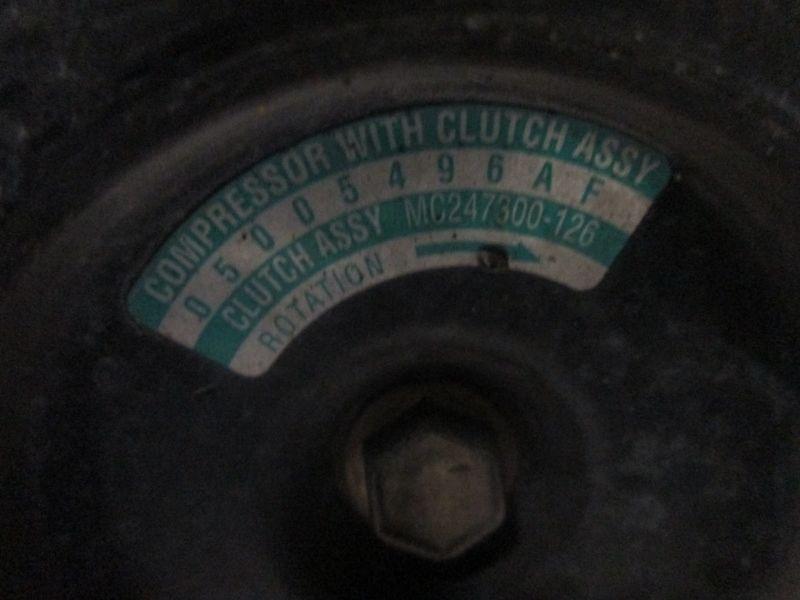 COMPRESSOR WITH CLUTCH ASSY
05005496AF
CLUTCH ASSY MC247300-126
ROTATION